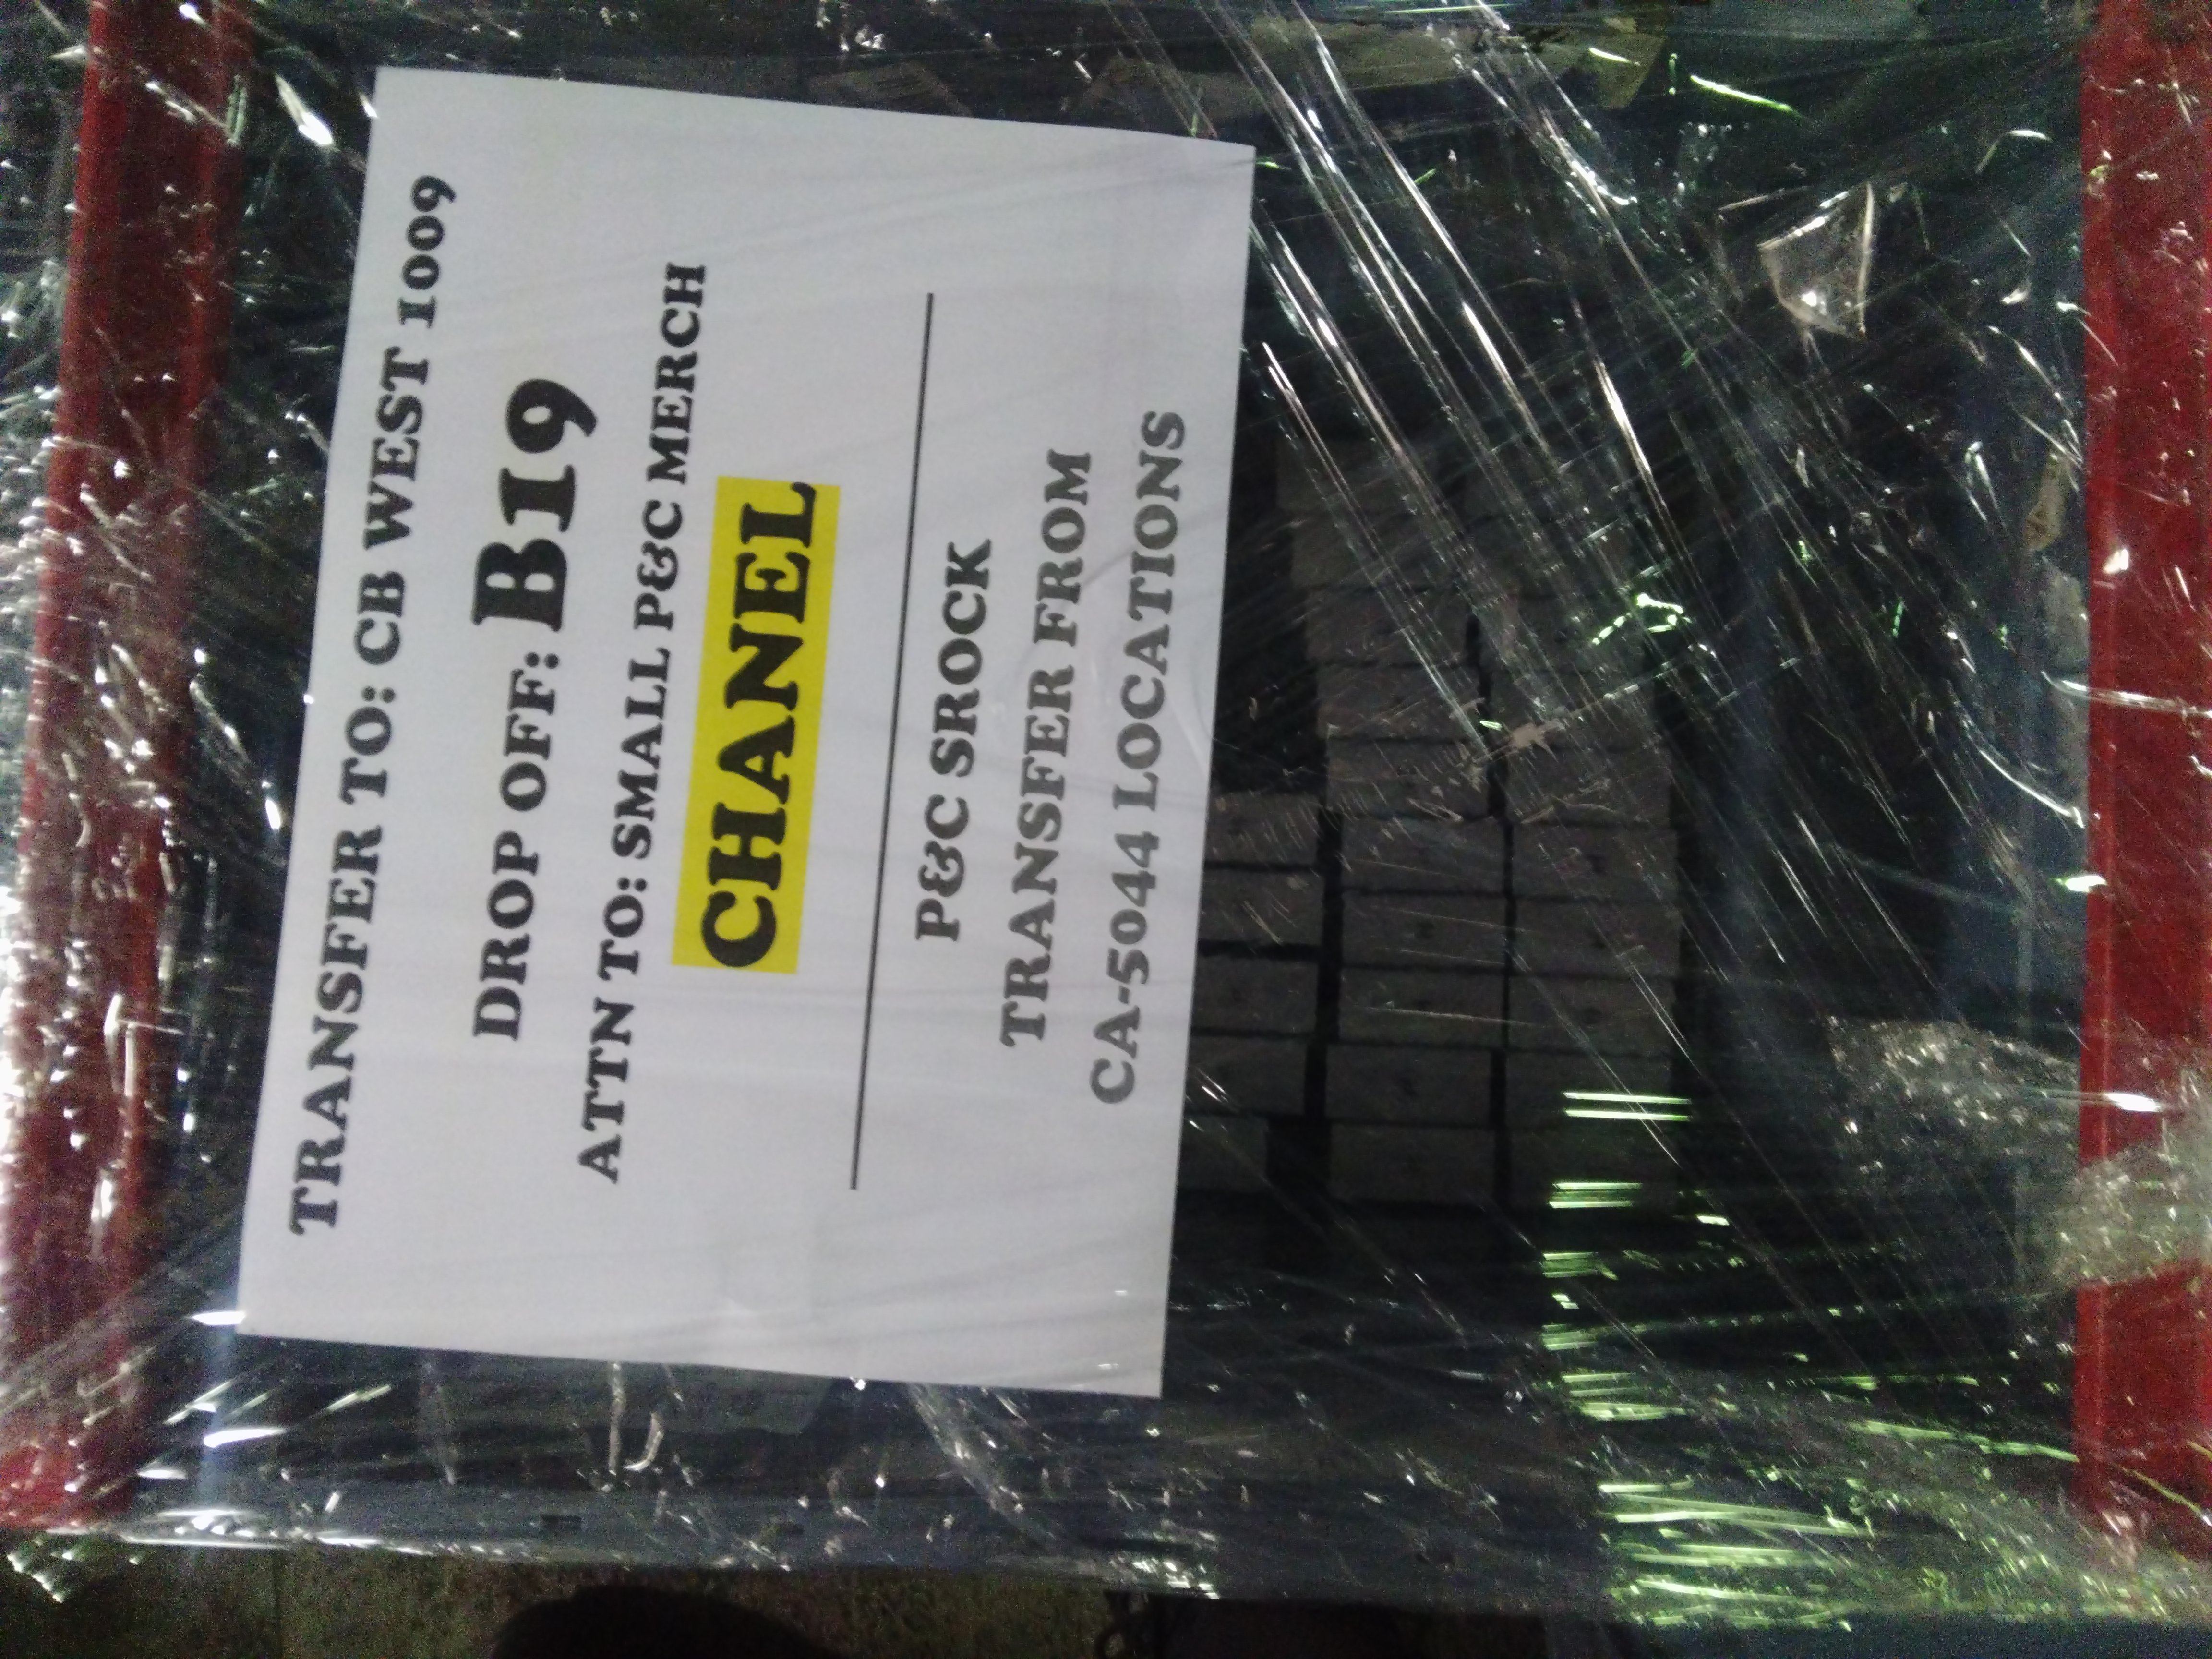 TRANSFER TO: CB WEST 1009
DROP OFF: B19
ATTN TO: SMALL P&C MERCH
CHANEL
P&C SROCK
TRANSFER FROM
CA-5044 LOCATIONS